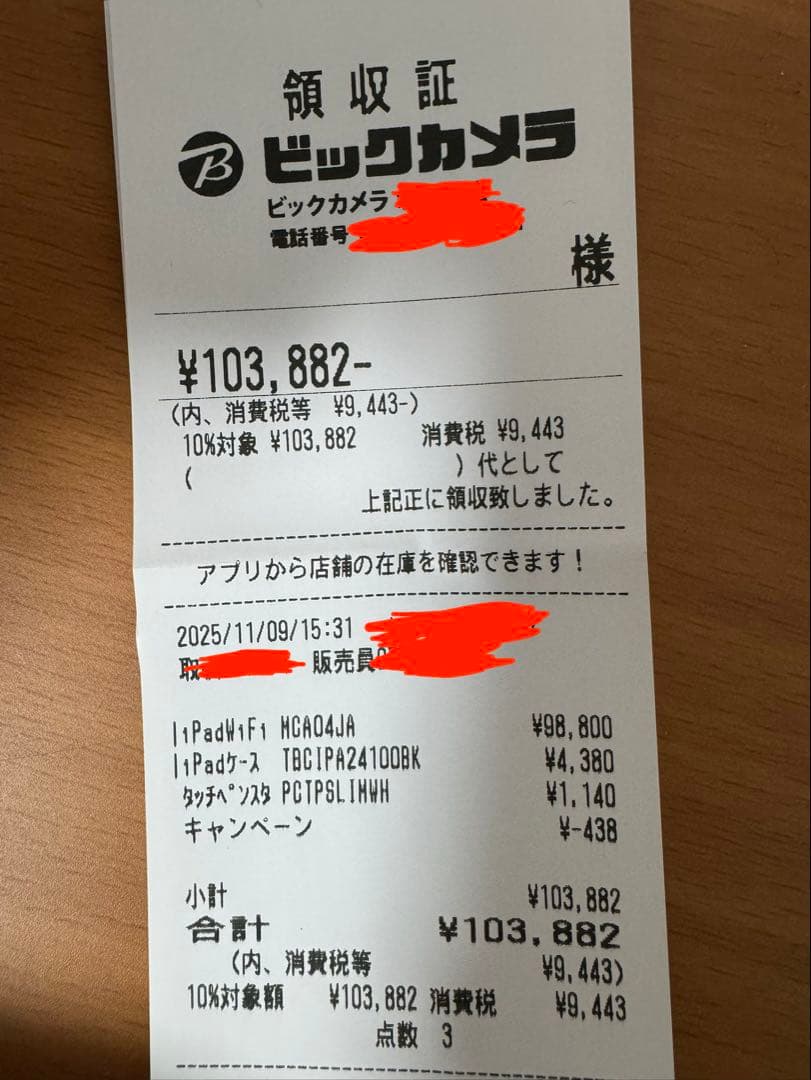 領収証
ビックカメラ
ビックカメラ
電話番号
様
¥103,882-
(内、消費税等 ¥9,443-)
10%対象 ¥103,882 消費税 ¥9,443
( )代として
上記正に領収致しました。
アプリから店舗の在庫を確認できます!
2025/11/09/15:31
取 販売員
iPadWiFi MCA04JA ¥98,800
iPadケース TBCIPA24100BK ¥4,380
タッチペンスタ PCTPSLIMWH ¥1,140
キャンペーン ¥-438
小計 ¥103,882
合計 ¥103,882
(内、消費税等 ¥9,443)
10%対象額 ¥103,882 消費税 ¥9,443
点数 3